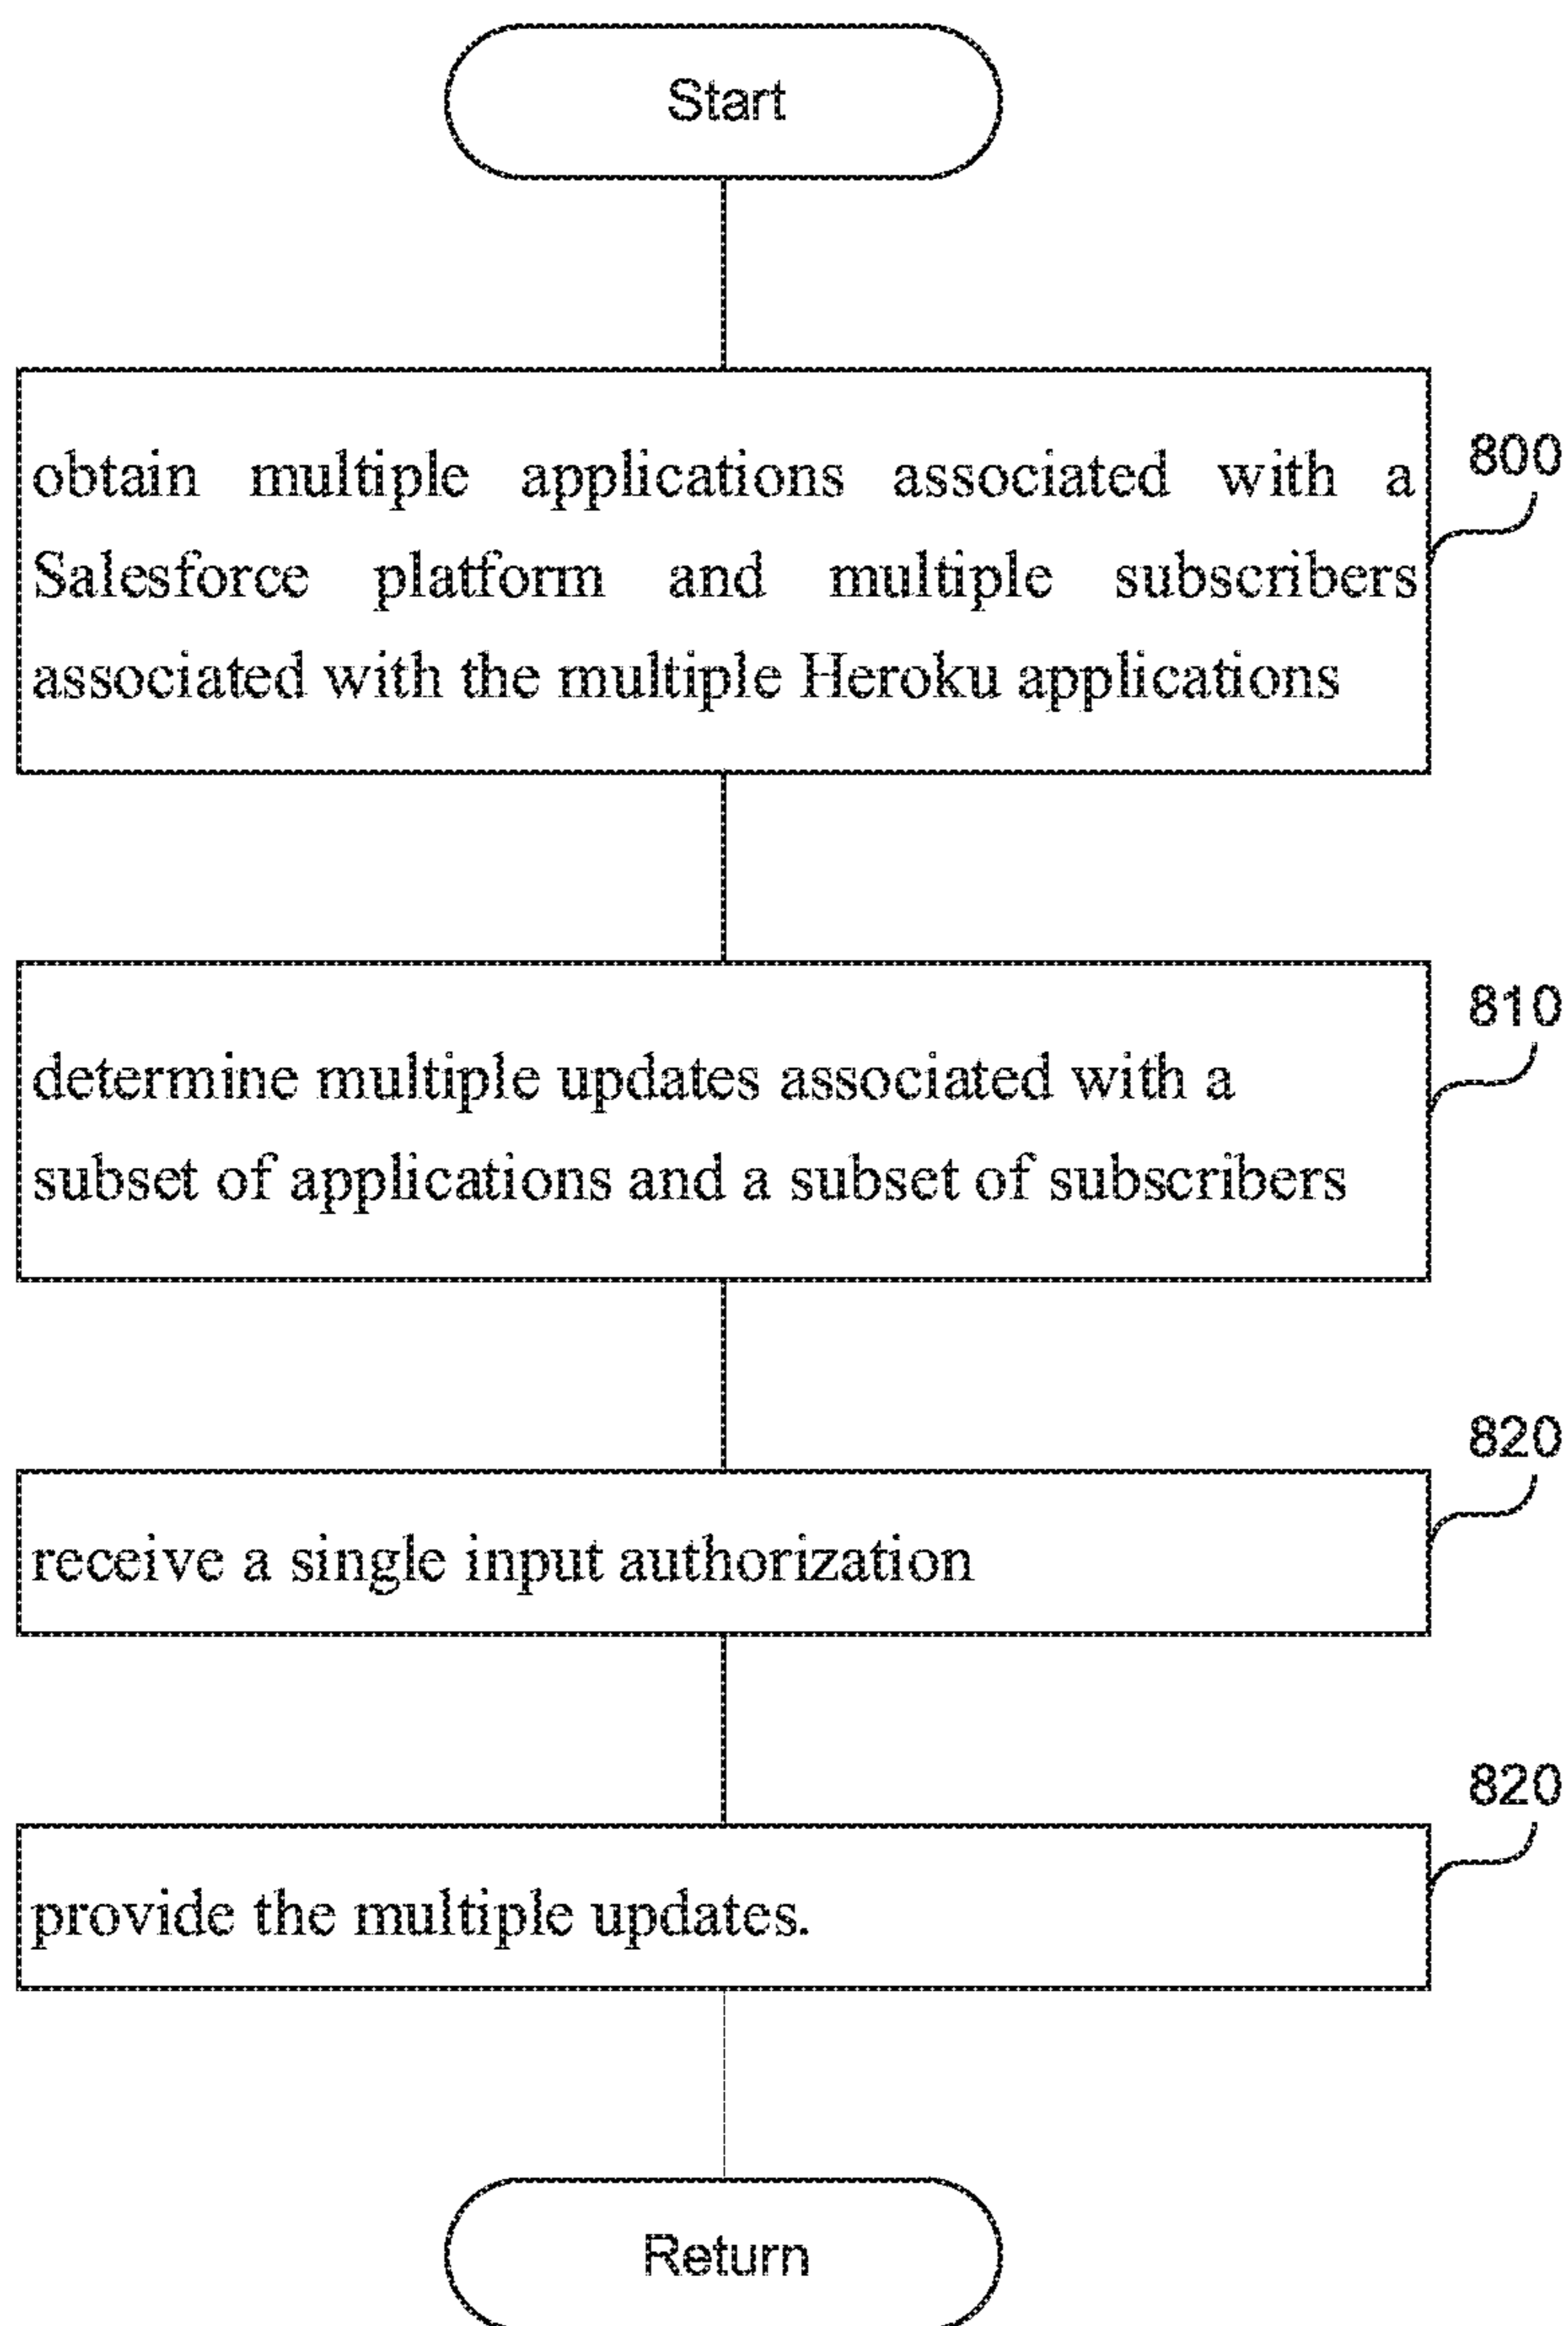 Start
obtain multiple applications associated with a
800
Salesforce platform and multiple subscribers
associated with the multiple Heroku applications
810
determine multiple updates associated with a
subset of applications and a subset of subscribers
820
receive a single input authorization
820
provide the multiple updates.
Return